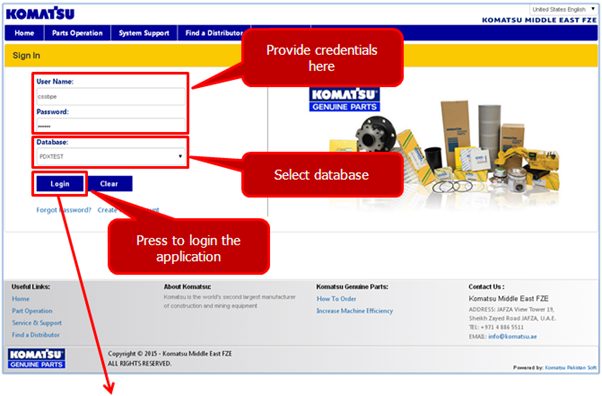 KOMATSU
United States English
KOMATSU MIDDLE EAST FZE
Home Parts Operation System Support Find a Distributor
Sign In
Provide credentials
here
User Name:
cssbpe
Password:
••••••
Database:
PDXTEST
Select database
Login Clear
Forgot Password? Create
Press to login the
application
KOMATSU
GENUINE PARTS
Useful Links:
Home
Part Operation
Service & Support
Find a Distributor
About Komatsu:
Komatsu is the world's second largest manufacturer
of construction and mining equipment
Komatsu Genuine Parts:
How To Order
Increase Machine Efficiency
Contact Us :
Komatsu Middle East FZE
ADDRESS: JAFZA View Tower 19,
Sheikh Zayed Road JAFZA, U.A.E.
TEL: +971 4 886 5511
EMAIL: info@komatsu.ae
KOMATSU
GENUINE PARTS
Copyright © 2015 - Komatsu Middle East FZE
ALL RIGHTS RESERVED.
Powered by: Komatsu Pakistan Soft